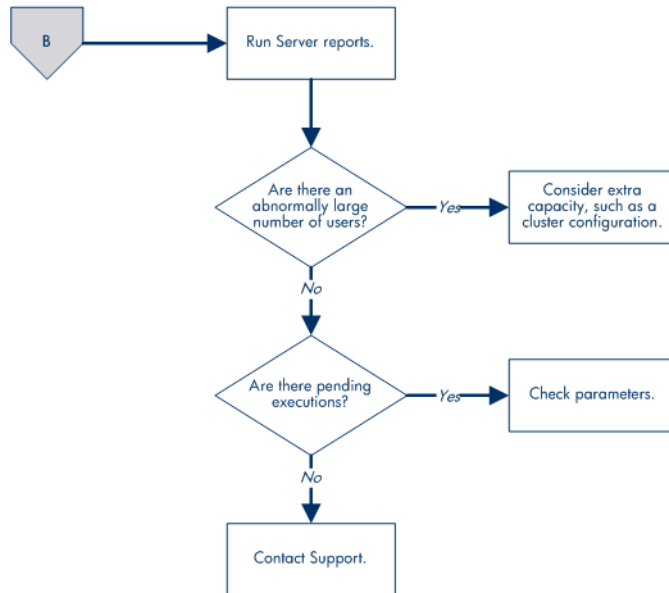 B
Run Server reports.
Are there an
abnormally large
number of users?
Yes
Consider extra
capacity, such as a
cluster configuration.
No
Are there pending
executions?
Yes
Check parameters.
No
Contact Support.